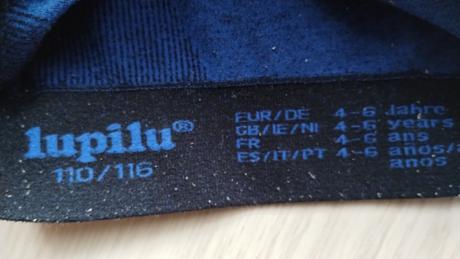 lupilu®
110/116
EUR/DE 4-6 Jahre
GB/IE/NI 4-6 years
FR 4-6 ans
ES/IT/PT 4-6 años/
anos